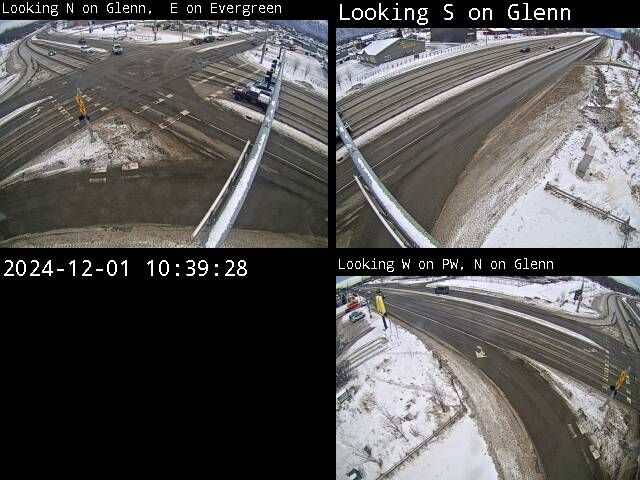 Looking N on Glenn,  E on Evergreen
Looking S on Glenn
2024-12-01 10:39:28
Looking W on PW, N on Glenn